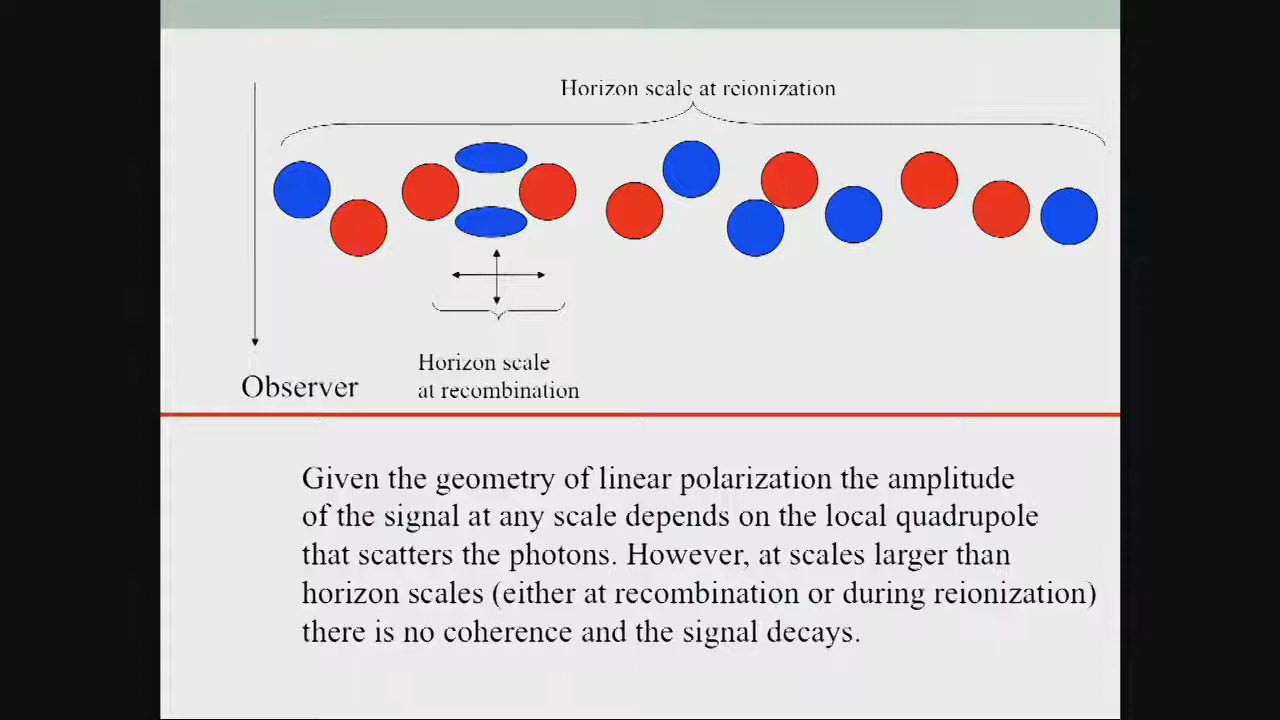 Horizon scale at reionization
Observer
Horizon scale
at recombination
Given the geometry of linear polarization the amplitude
of the signal at any scale depends on the local quadrupole
that scatters the photons. However, at scales larger than
horizon scales (either at recombination or during reionization)
there is no coherence and the signal decays.